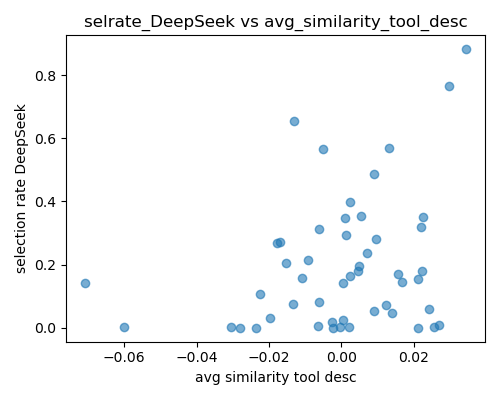 selrate_DeepSeek vs avg_similarity_tool_desc
selection rate DeepSeek
0.8
0.6
0.4
0.2
0.0
−0.06 −0.04 −0.02 0.00 0.02
avg similarity tool desc